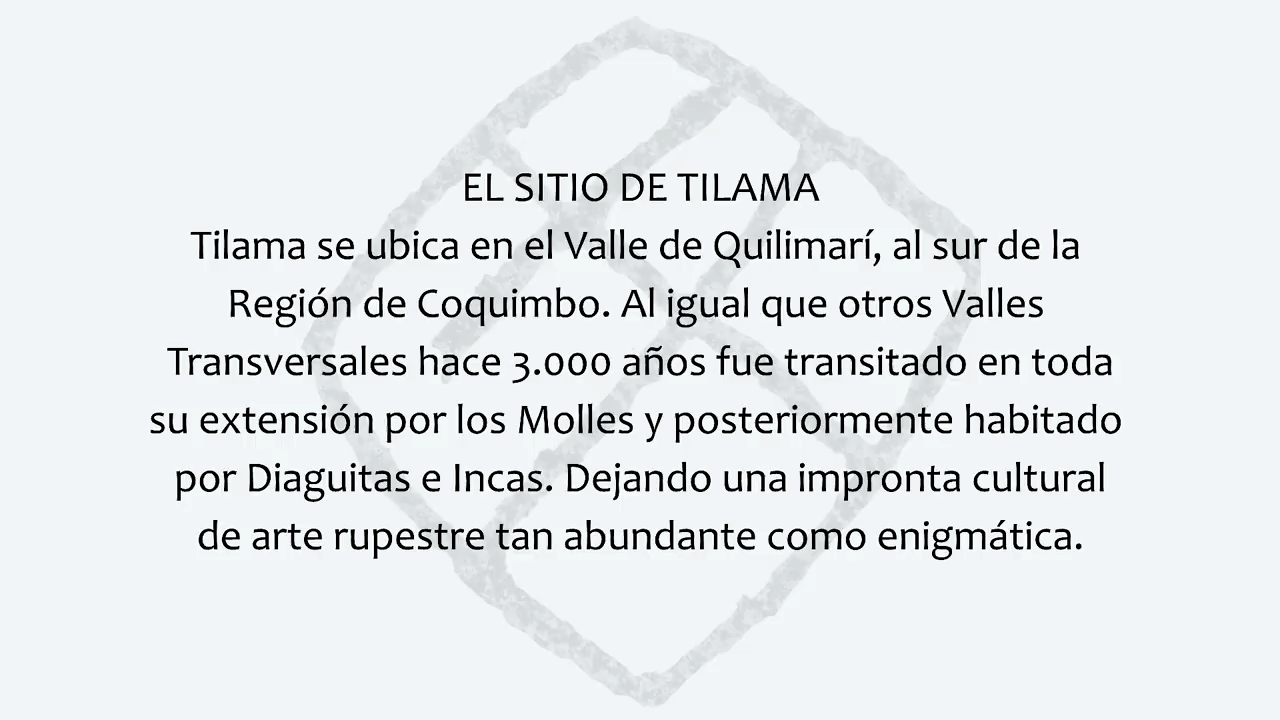 EL SITIO DE TILAMA
Tilama se ubica en el Valle de Quilimarí, al sur de la
Región de Coquimbo. Al igual que otros Valles
Transversales hace 3.000 años fue transitado en toda
su extensión por los Molles y posteriormente habitado
por Diaguitas e Incas. Dejando una impronta cultural
de arte rupestre tan abundante como enigmática.